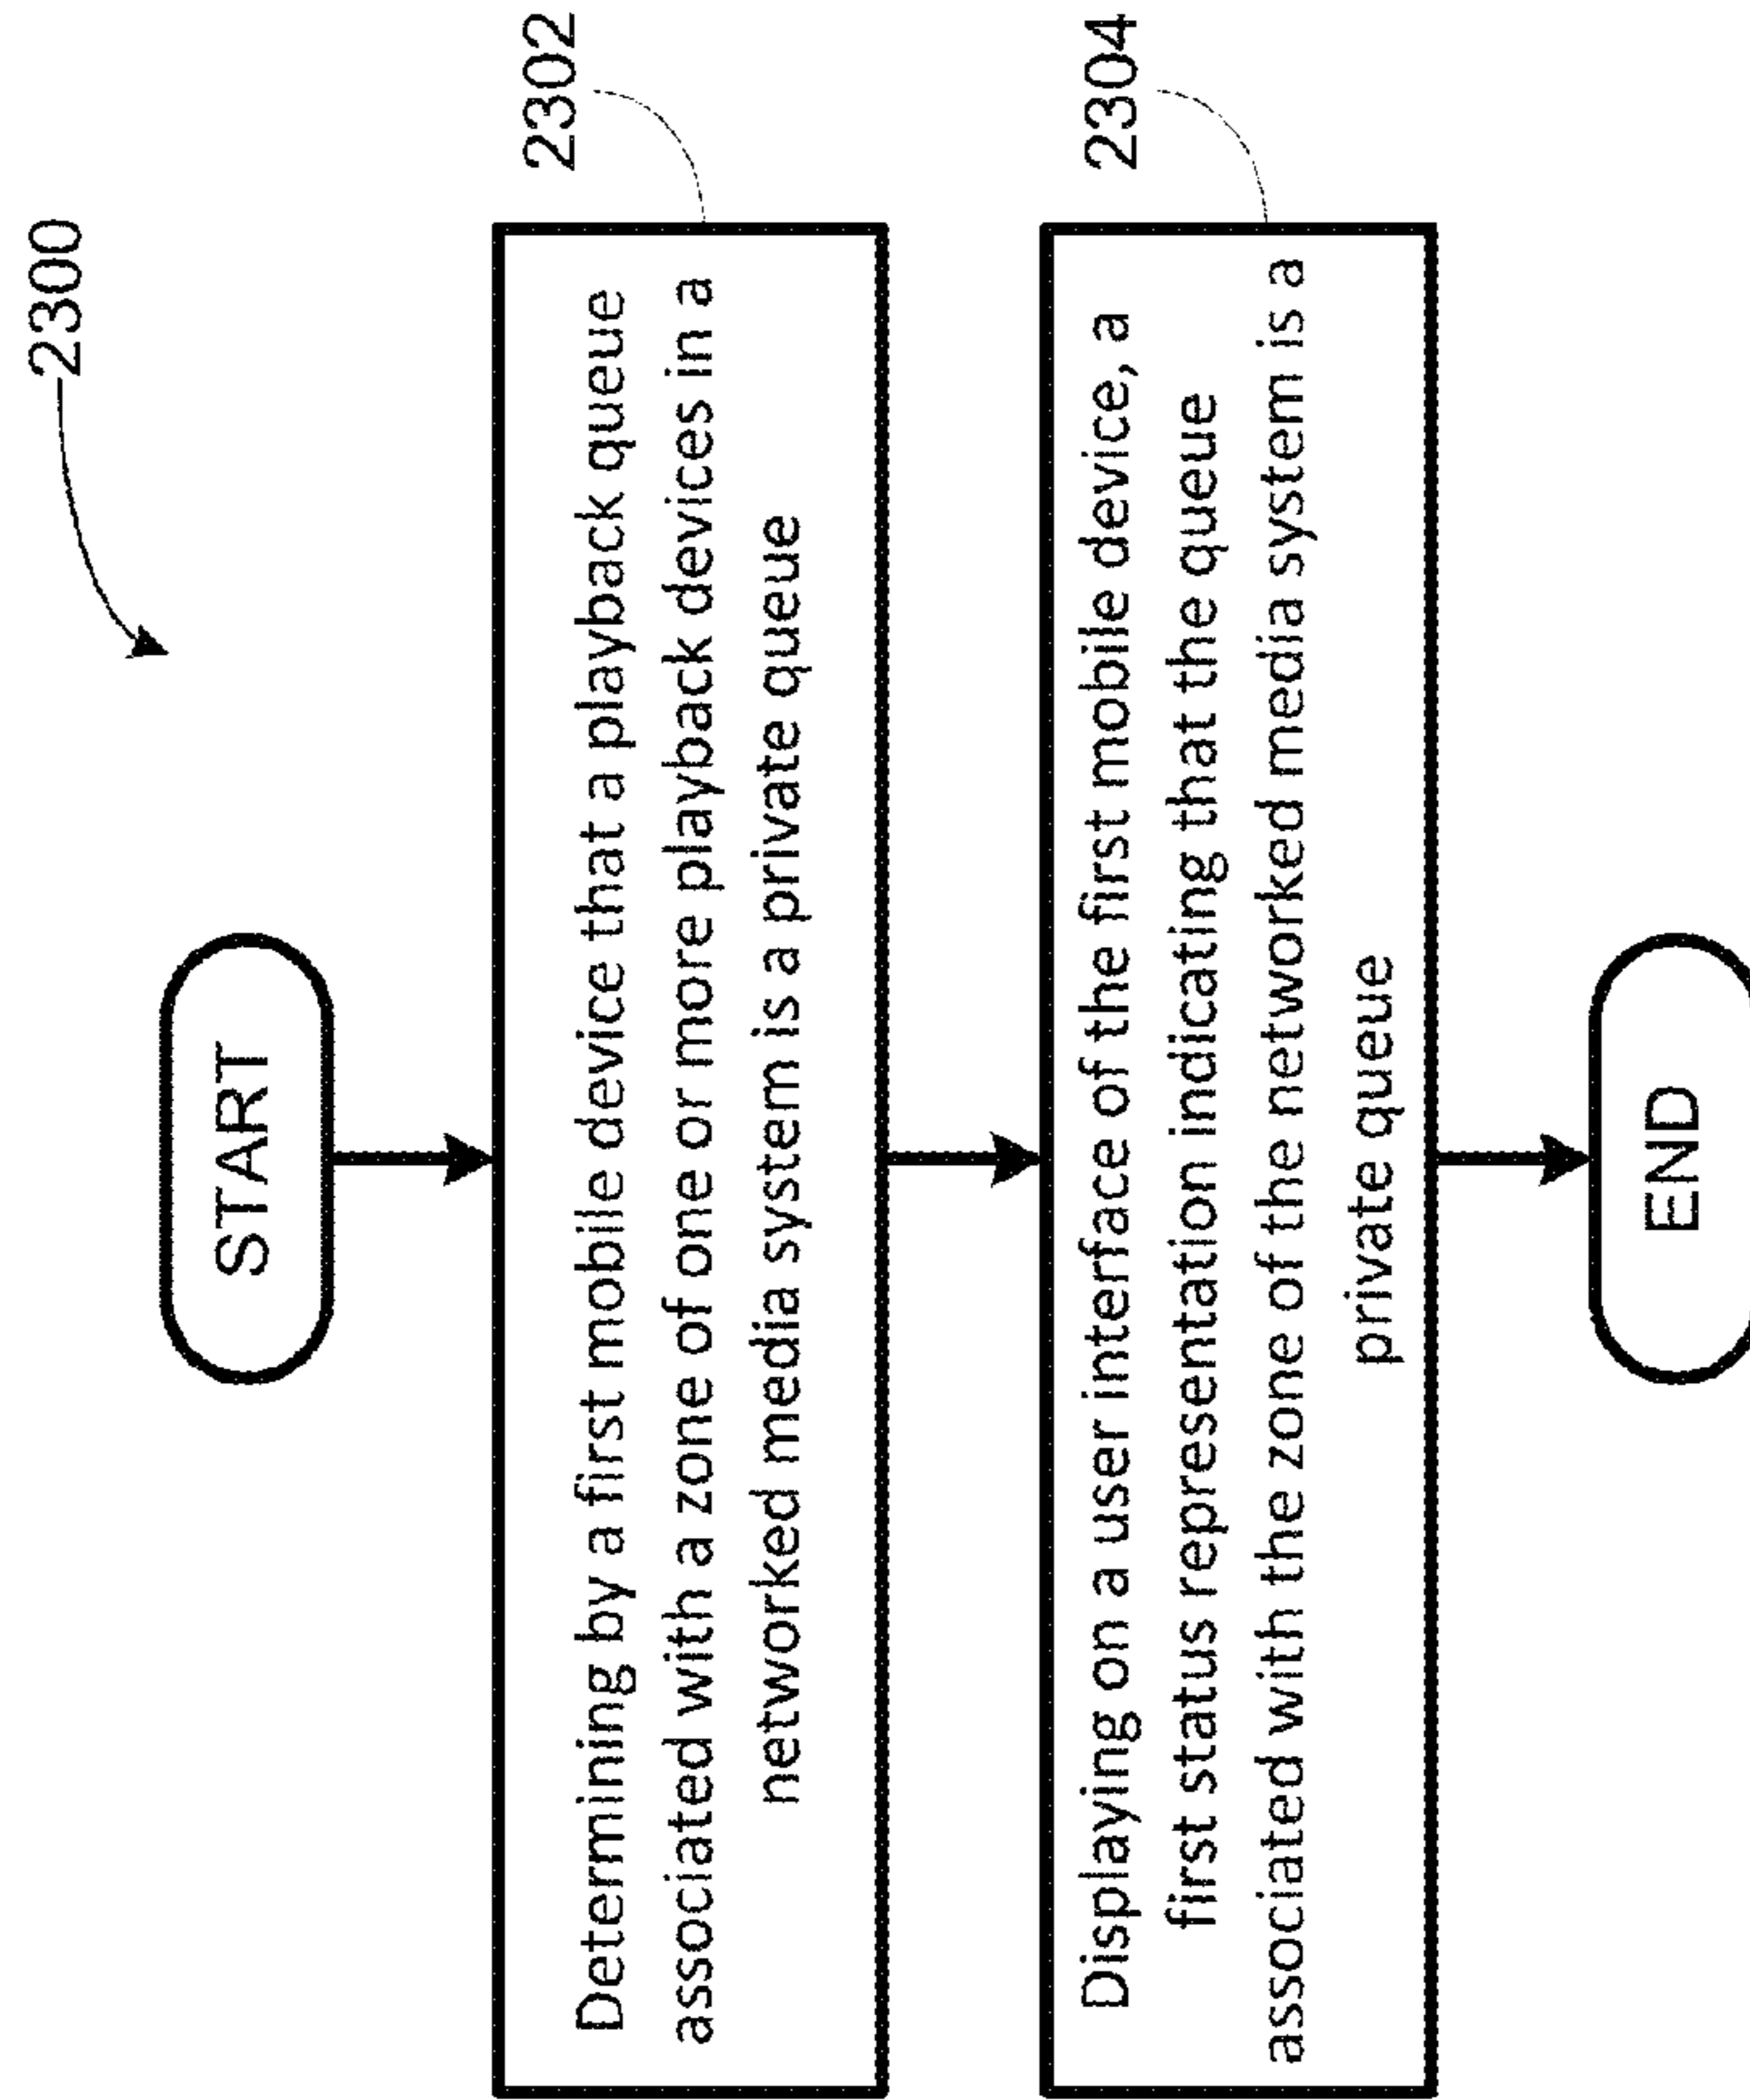 2300
START
Determining by a first mobile device that a playback queue
associated with a zone of one or more playback devices in a
networked media system is a private queue
2302
Displaying on a user interface of the first mobile device, a
first status representation indicating that the queue
associated with the zone of the networked media system is a
private queue
2304
END